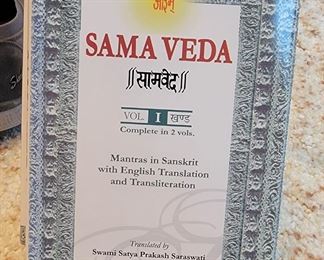 ओ३म्
SAMA VEDA
॥सामवेद॥
VOL. I खण्ड
Complete in 2 vols.
Mantras in Sanskrit
with English Translation
and Transliteration
Translated by
Swami Satya Prakash Saraswati